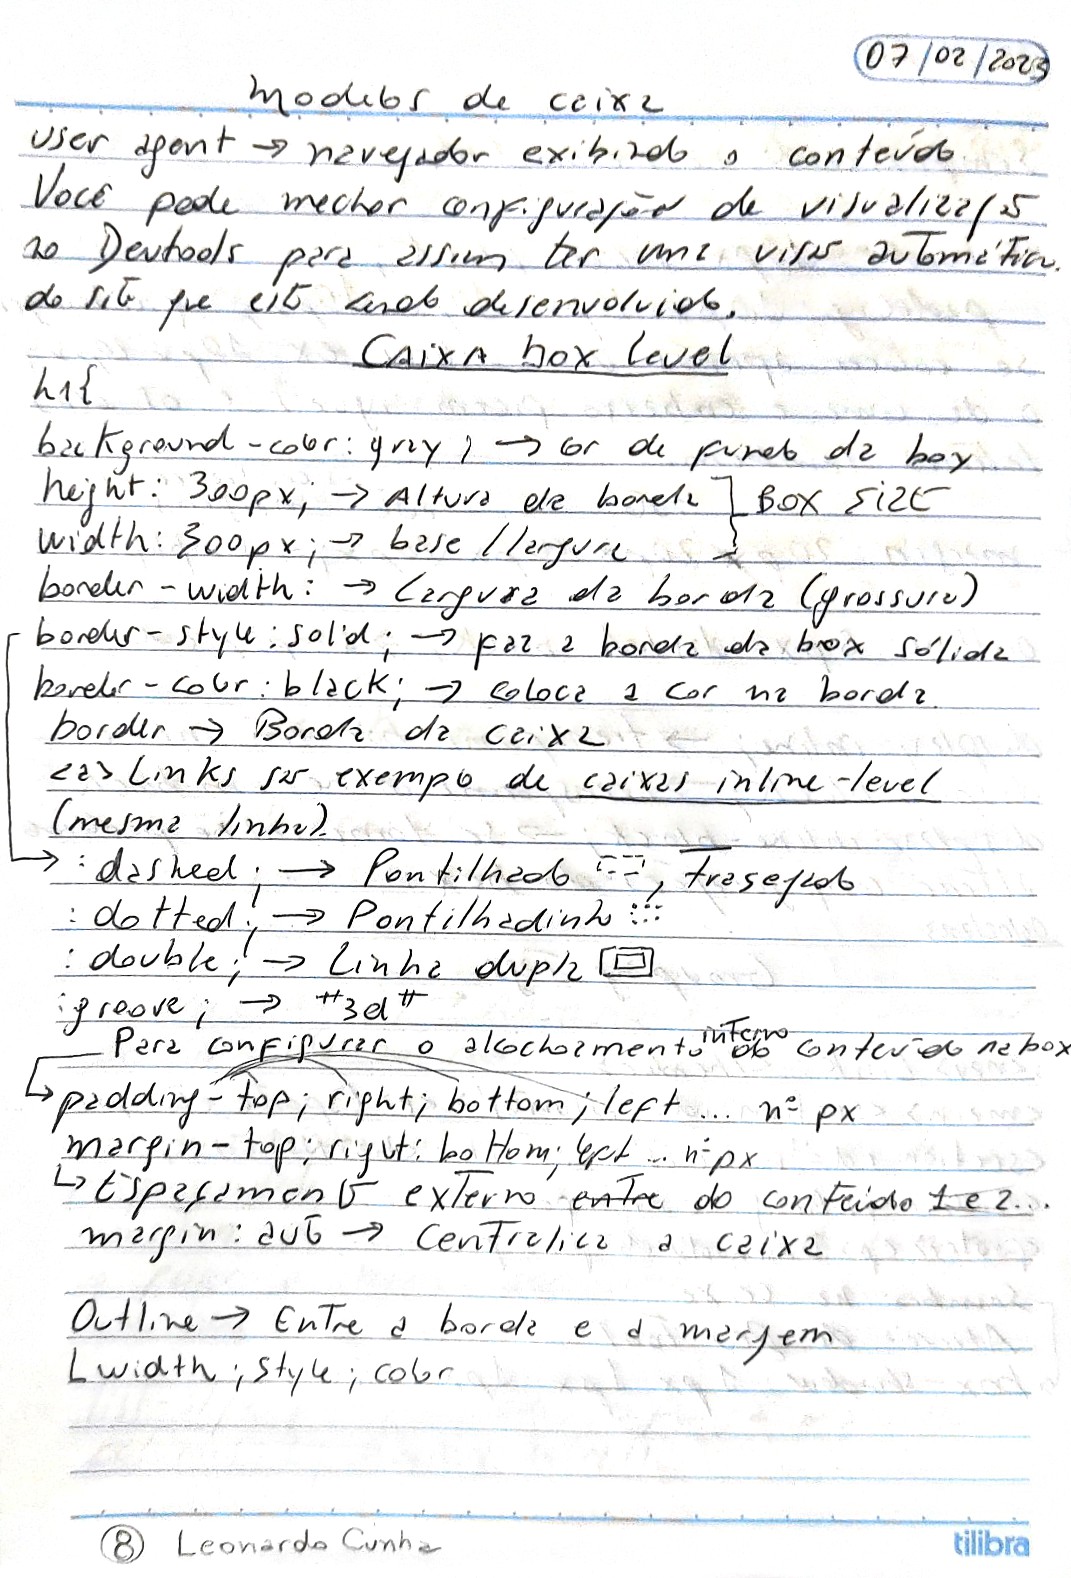 07/02/2023
Modelos de caixa
user agent → navegador exibindo o conteúdo.
Você pode mecher configuração de visualização
no Devtools para assim ter uma visão automática.
do site que está sendo desenvolvido.
CAIXA box level
h1{
background-color: gray; → cor de fundo da box
height: 300px; → Altura da borda ] BOX SIZE
width: 300px; → base / largura
border-width: → Largura da borda (grossura)
border-style: solid; → faz a borda da box sólida
border-color: black; → coloca a cor na borda.
border → Borda da caixa
<a> Links são exemplo de caixas inline-level
(mesma linha).
→ : dashed; → Pontilhado, Trasejado
: dotted; → Pontilhadinho
: double; → Linha dupla
: groove; → "3d"
Para configurar o alcochoamento interno do conteúdo na box
↳ padding-top; right; bottom; left ... nº px
margin-top; right: bottom; left ... nº px
↳ Espaçamento externo entre do conteúdo 1 e 2...
margin: auto → Centraliza a caixa
Outline → Entre a borda e a margem
L width; style; color
8 Leonardo Cunha
tilibra